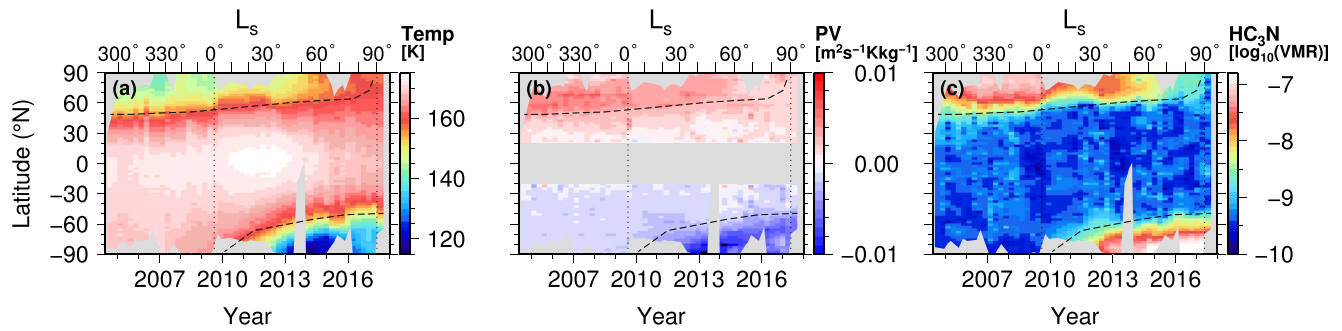 Lₛ
300° 330° 0° 30° 60° 90°
Temp
[K]
(a)
90
60
30
0
−30
−60
−90
Latitude (°N)
160
140
120
2007 2010 2013 2016
Year
Lₛ
300° 330° 0° 30° 60° 90°
PV
[m²s⁻¹Kkg⁻¹]
(b)
0.01
0.00
−0.01
2007 2010 2013 2016
Year
Lₛ
300° 330° 0° 30° 60° 90°
HC₃N
[log₁₀(VMR)]
(c)
−7
−8
−9
−10
2007 2010 2013 2016
Year